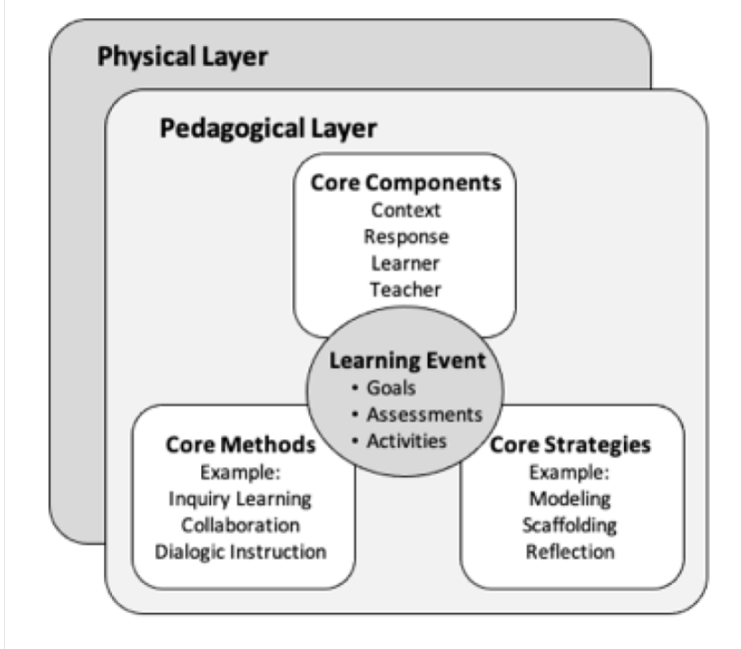 Physical Layer
Pedagogical Layer
Core Components
Context
Response
Learner
Teacher
Learning Event
• Goals
• Assessments
• Activities
Core Methods
Example:
Inquiry Learning
Collaboration
Dialogic Instruction
Core Strategies
Example:
Modeling
Scaffolding
Reflection